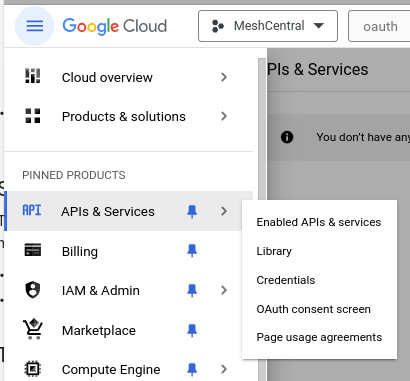 Google Cloud
MeshCentral
oauth
Cloud overview
PIs & Services
Products & solutions
You don't have any
PINNED PRODUCTS
API APIs & Services
Enabled APIs & services
Billing
Library
IAM & Admin
Credentials
OAuth consent screen
Marketplace
Page usage agreements
Compute Engine